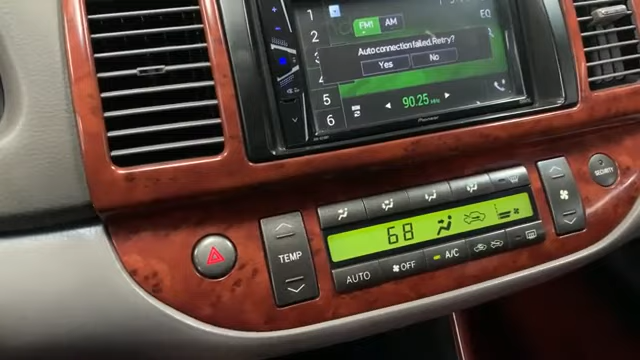 1
FM1 AM
EQ
2
Auto connection failed. Retry?
Yes No
5
90.25 MHz
6
Pioneer
SECURITY
TEMP
68
AUTO
OFF
A/C